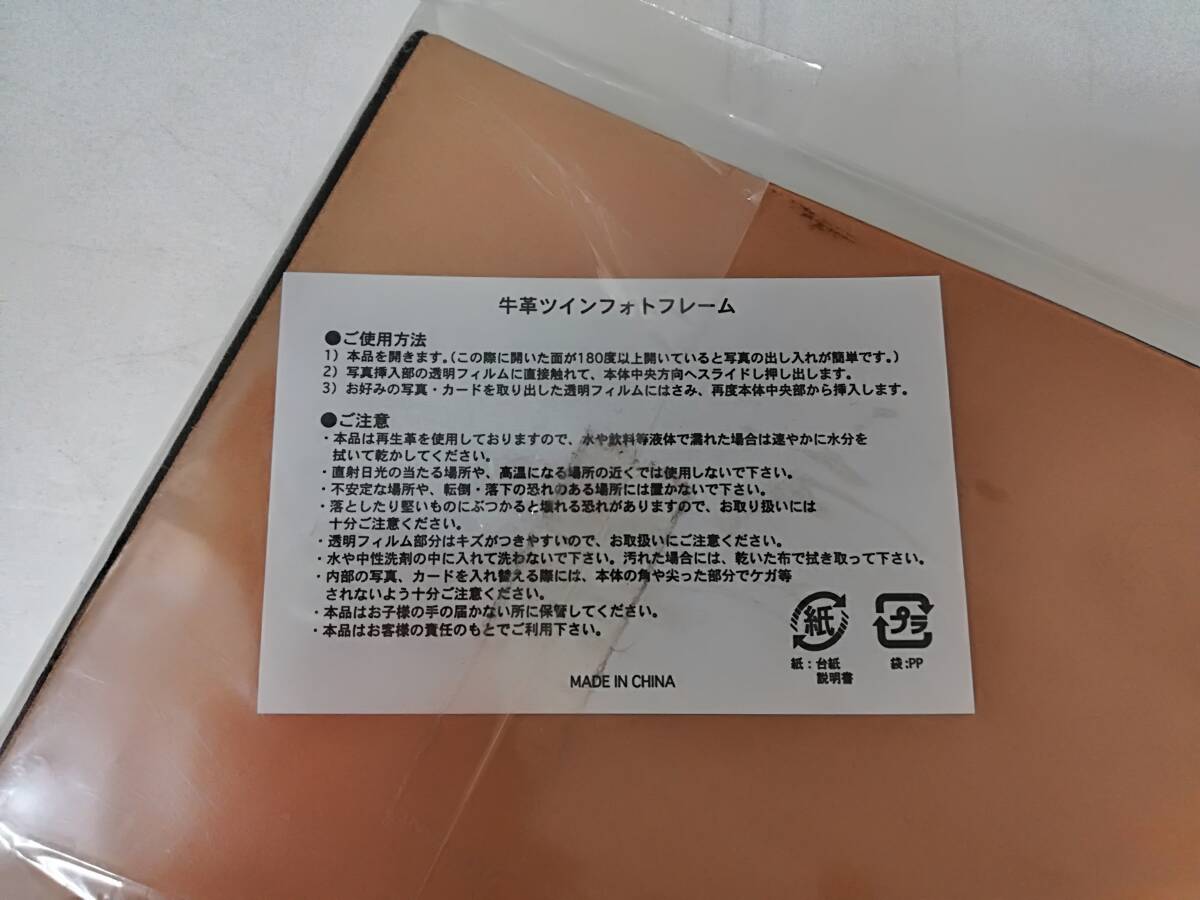 牛革ツインフォトフレーム
●ご使用方法
1）本品を開きます。（この際に開いた面が180度以上開いていると写真の出し入れが簡単です。）
2）写真挿入部の透明フィルムに直接触れて、本体中央方向へスライドし押し出します。
3）お好みの写真・カードを取り出した透明フィルムにはさみ、再度本体中央部から挿入します。
●ご注意
・本品は再生革を使用しておりますので、水や飲料等液体で濡れた場合は速やかに水分を
拭いて乾かしてください。
・直射日光の当たる場所や、高温になる場所の近くでは使用しないで下さい。
・不安定な場所や、転倒・落下の恐れのある場所には置かないで下さい。
・落としたり堅いものにぶつかると壊れる恐れがありますので、お取り扱いには
十分ご注意ください。
・透明フィルム部分はキズがつきやすいので、お取扱いにご注意ください。
・水や中性洗剤の中に入れて洗わないで下さい。汚れた場合には、乾いた布で拭き取って下さい。
・内部の写真、カードを入れ替える際には、本体の角や尖った部分でケガ等
されないよう十分ご注意ください。
・本品はお子様の手の届かない所に保管してください。
・本品はお客様の責任のもとでご利用下さい。
紙
プラ
紙：台紙
説明書
袋:PP
MADE IN CHINA